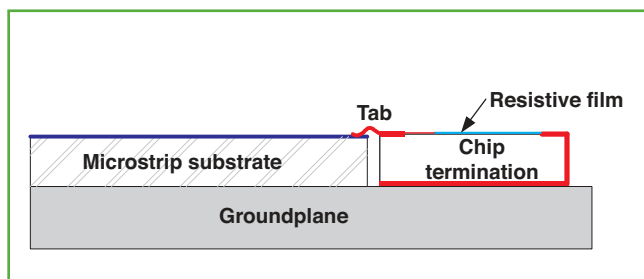 Resistive film
Tab
Microstrip substrate
Chip
termination
Groundplane